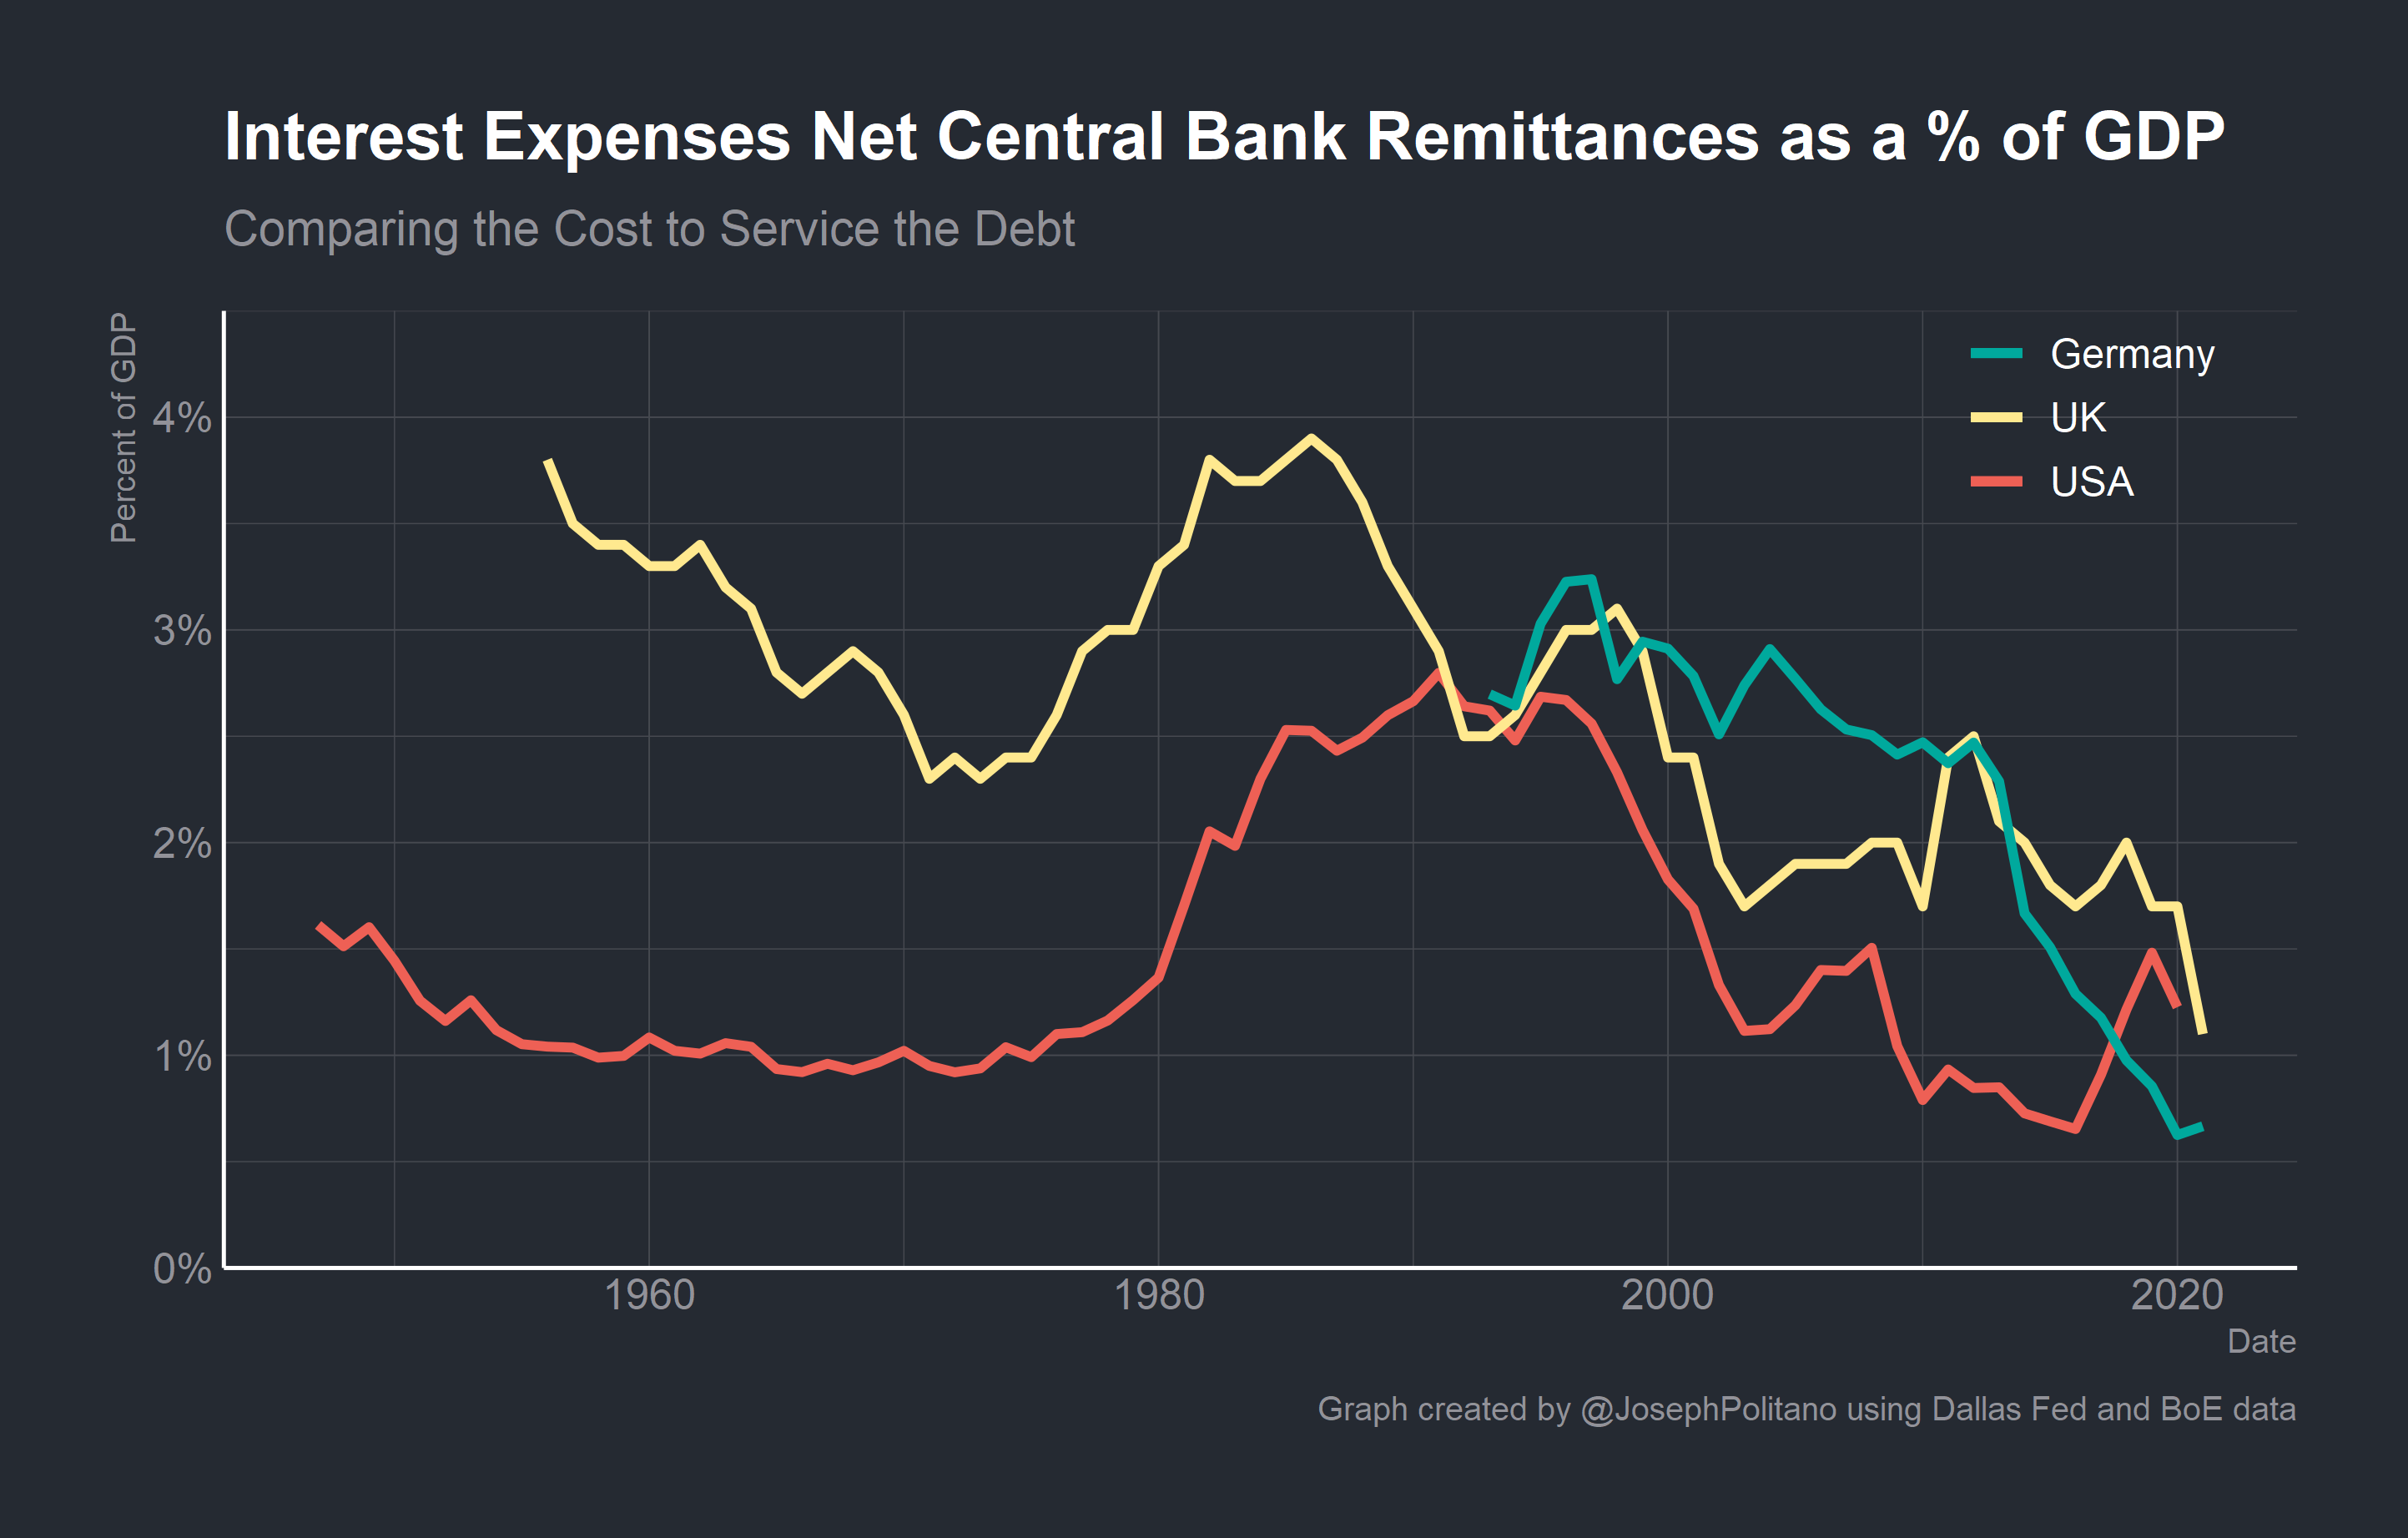 Interest Expenses Net Central Bank Remittances as a % of GDP
Comparing the Cost to Service the Debt
Percent of GDP
4%
3%
2%
1%
0%
Germany
UK
USA
1960
1980
2000
2020
Date
Graph created by @JosephPolitano using Dallas Fed and BoE data